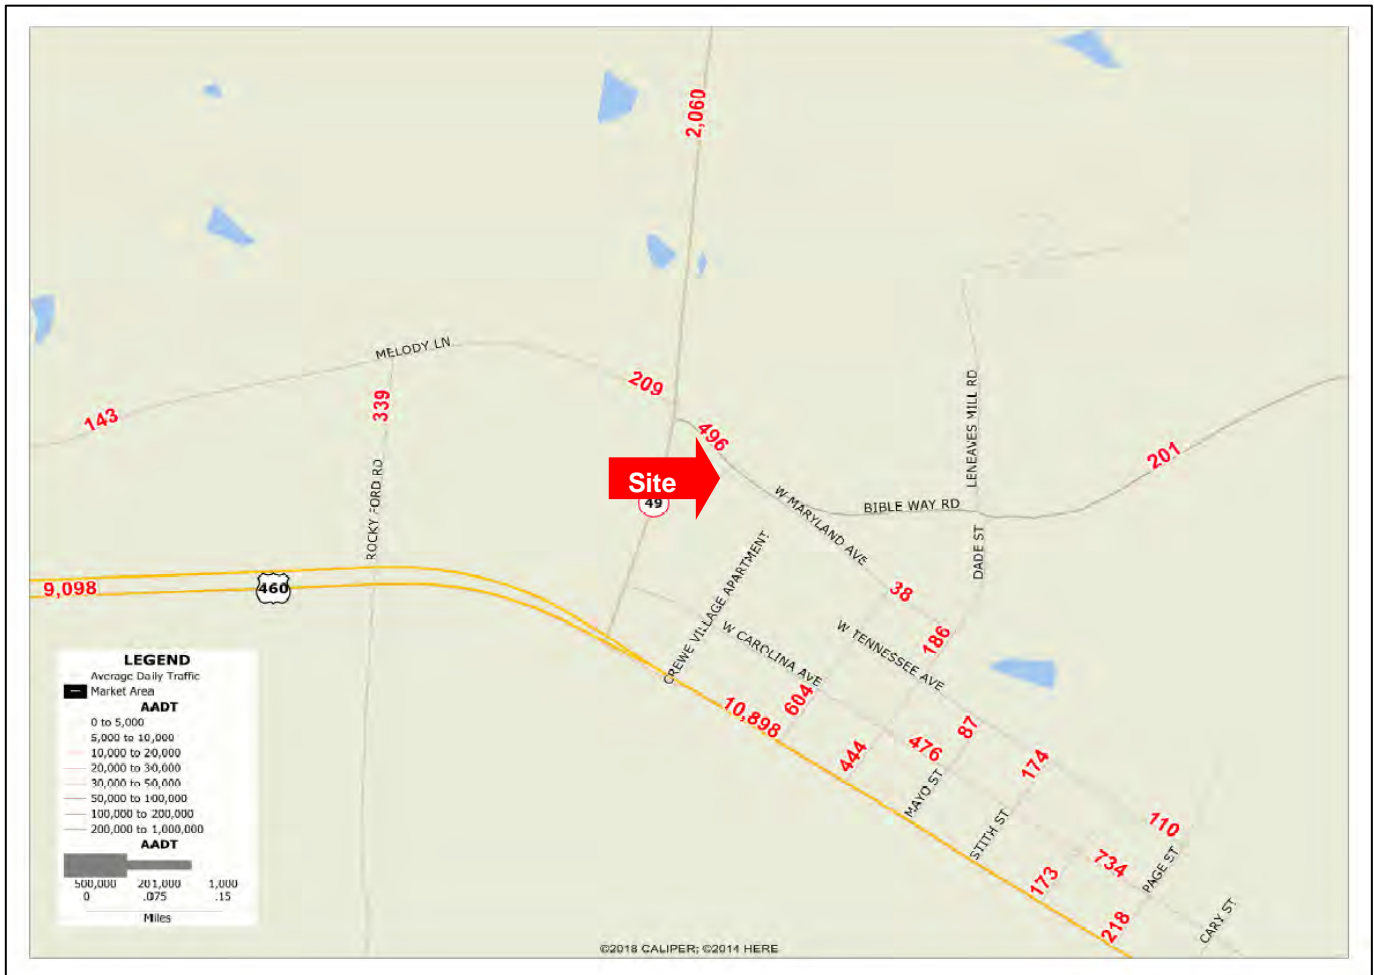 2,060
MELODY LN
209
339
143
496
LENEAVES MILL RD
201
Site
49
W MARYLAND AVE
BIBLE WAY RD
ROCKY FORD RD
DADE ST
CREWE VILLAGE APARTMENT
9,098
460
38
W CAROLINA AVE
W TENNESSEE AVE
186
604
10,898
444
476
87
174
MAYO ST
STITH ST
110
734
173
PAGE ST
218
CARY ST
LEGEND
Average Daily Traffic
Market Area
AADT
0 to 5,000
5,000 to 10,000
10,000 to 20,000
20,000 to 30,000
30,000 to 50,000
50,000 to 100,000
100,000 to 200,000
200,000 to 1,000,000
AADT
500,000 201,000 1,000
0 .075 .15
Miles
©2018 CALIPER; ©2014 HERE